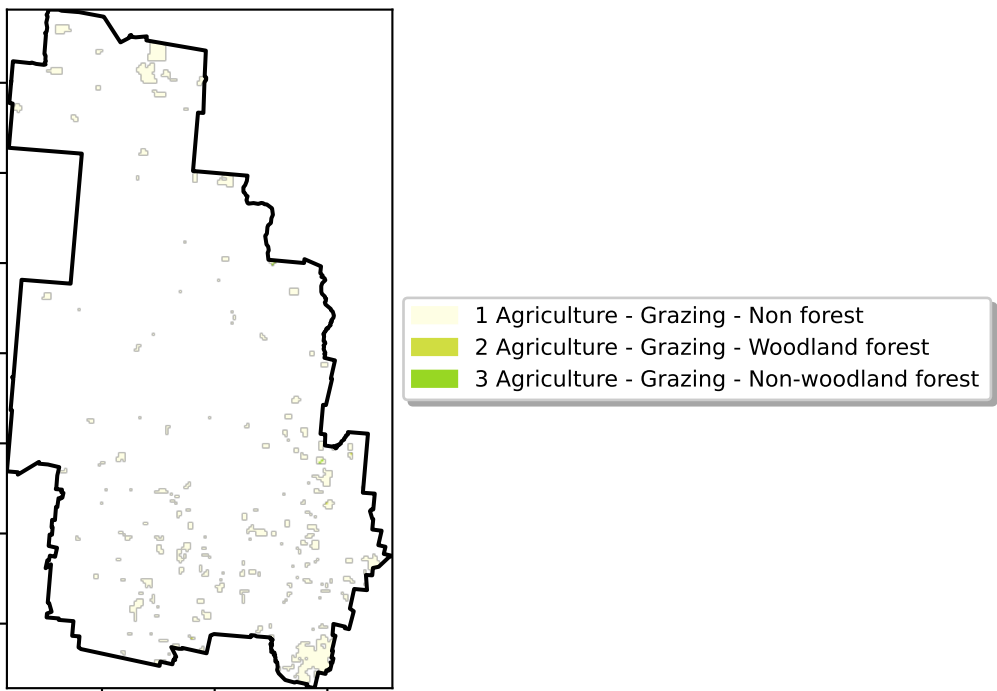 1 Agriculture - Grazing - Non forest
2 Agriculture - Grazing - Woodland forest
3 Agriculture - Grazing - Non-woodland forest